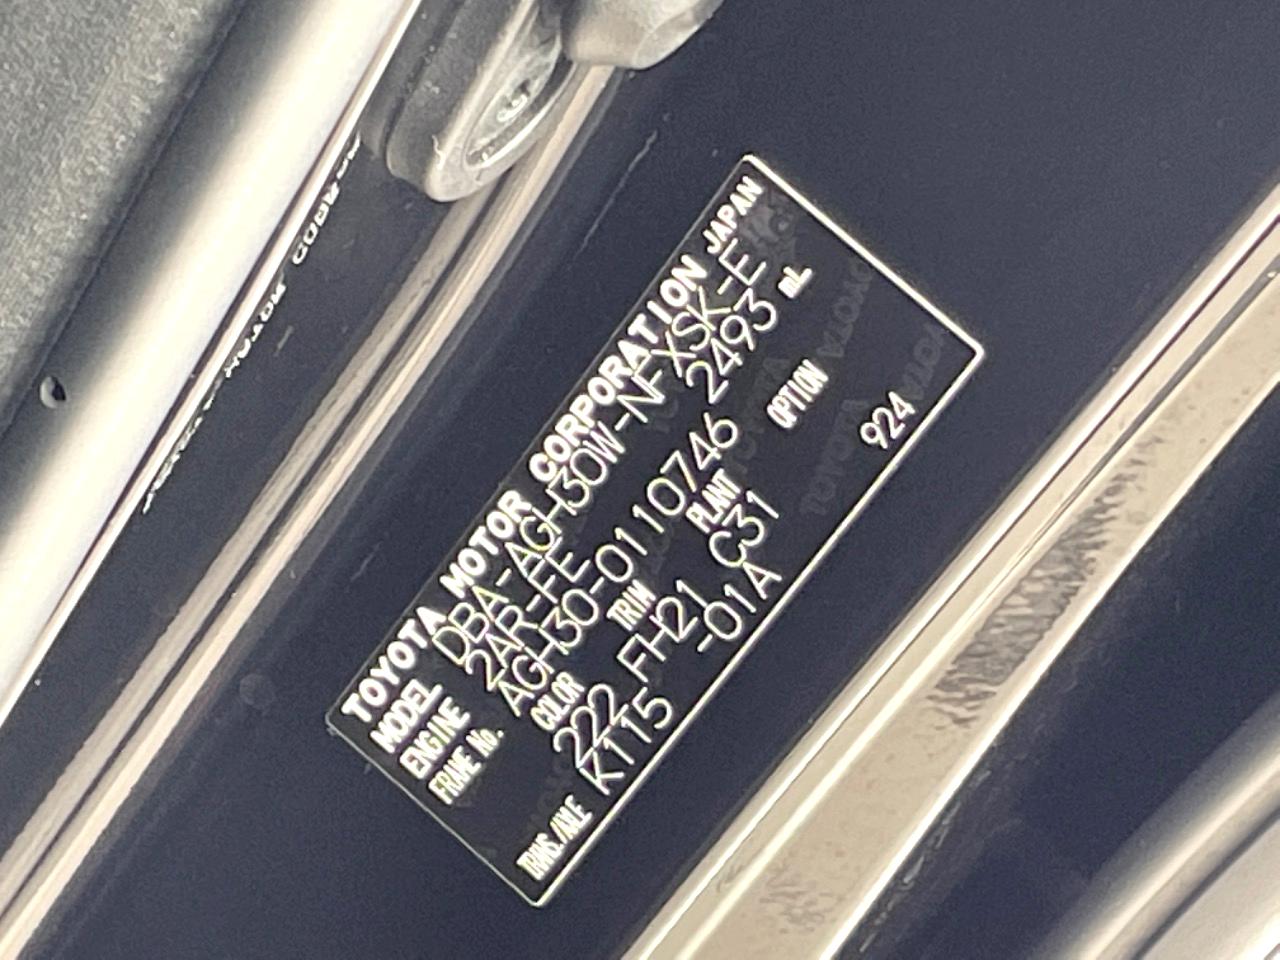 TOYOTA MOTOR CORPORATION JAPAN
MODEL DBA-AGH30W-NFXSK-E
ENGINE 2AR-FE 2493 mL
FRAME No. AGH30-0110746
COLOR TRIM PLANT OPTION
222 FH21 C31 924
TRANS./AXLE K115 -01A